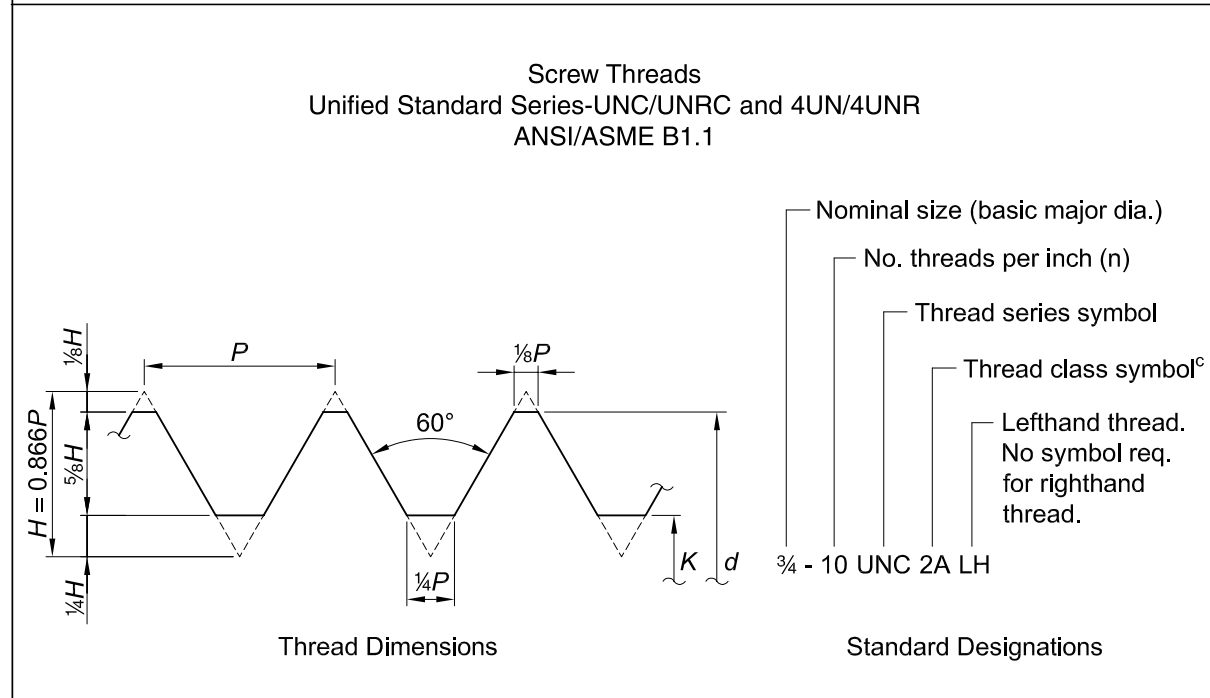 Screw Threads
Unified Standard Series-UNC/UNRC and 4UN/4UNR
ANSI/ASME B1.1
Nominal size (basic major dia.)
No. threads per inch (n)
Thread series symbol
Thread class symbolᶜ
Lefthand thread.
No symbol req.
for righthand
thread.
¾ - 10 UNC 2A LH
Standard Designations
⅛H
P
⅛P
H = 0.866P
⅝H
60°
¼H
¼P
K
d
Thread Dimensions